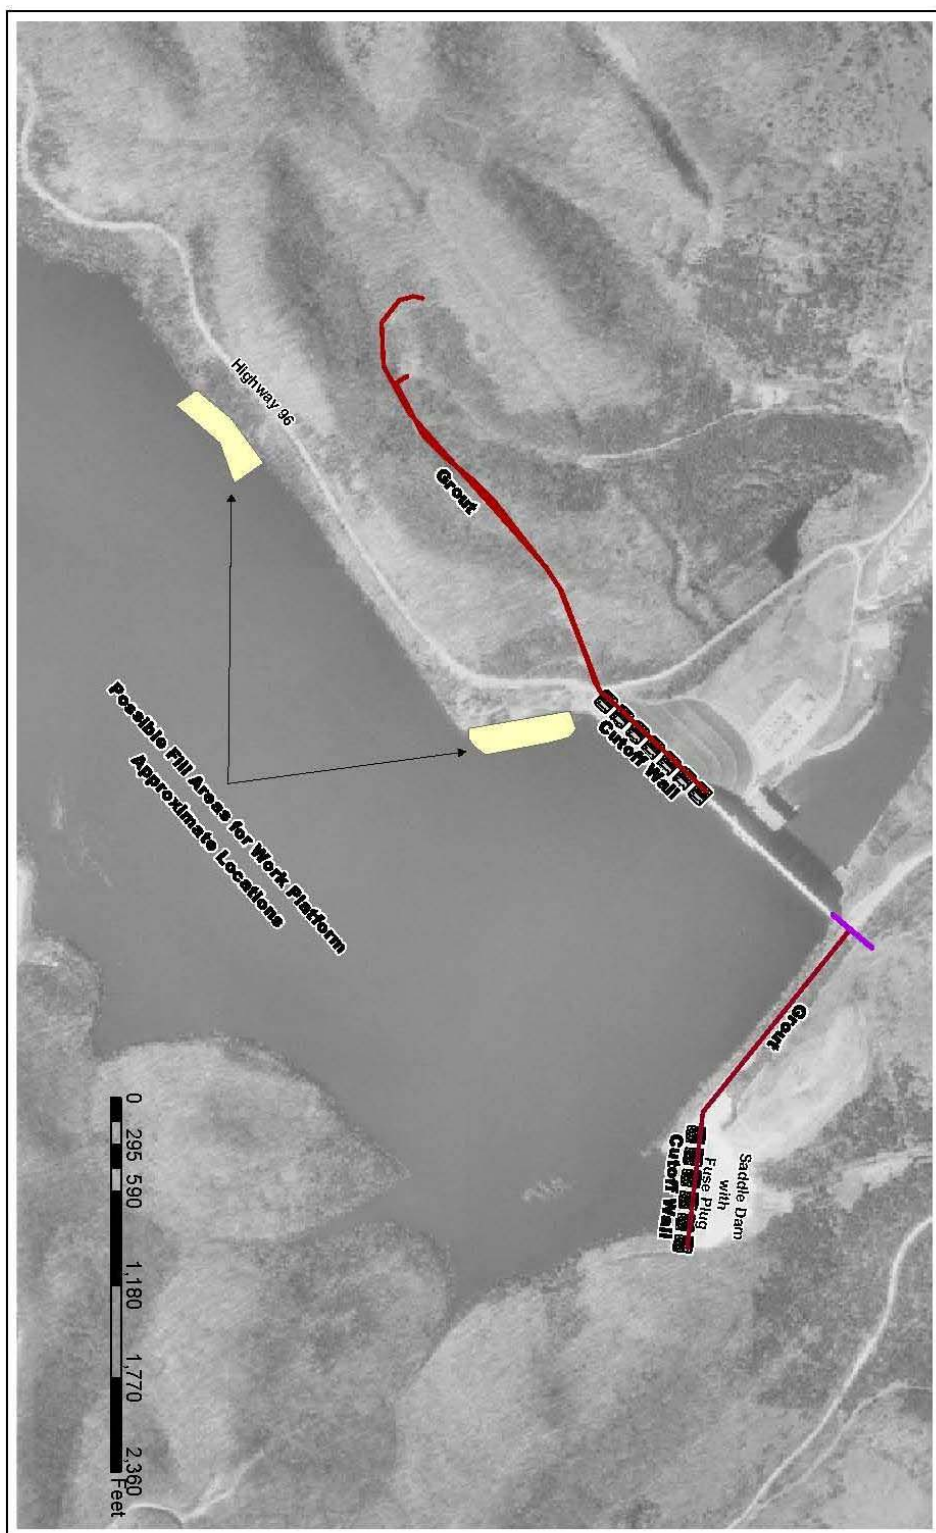 Highway 96
Grout
Cutoff Wall
Possible Fill Areas for Work Platform
Approximate Locations
Grout
Saddle Dam
with
Fuse Plug
Cutoff Wall
0 295 590 1,180 1,770 2,360
Feet